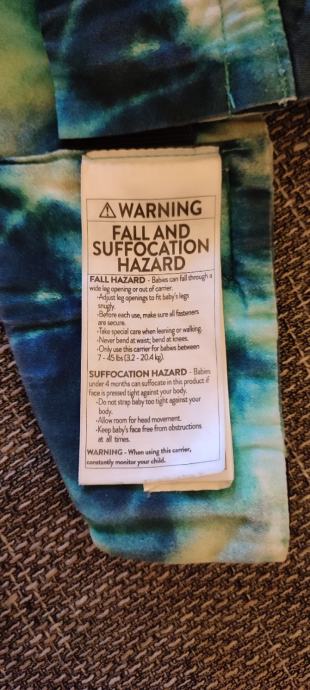 ⚠ WARNING
FALL AND
SUFFOCATION
HAZARD
FALL HAZARD - Babies can fall through a
wide leg opening or out of carrier.
•Adjust leg openings to fit baby's legs
snugly.
•Before each use, make sure all fasteners
are secure.
•Take special care when leaning or walking.
•Never bend at waist; bend at knees.
•Only use this carrier for babies between
7 - 45 lbs (3.2 - 20.4 kg).
SUFFOCATION HAZARD - Babies
under 4 months can suffocate in this product if
face is pressed tight against your body.
•Do not strap baby too tight against your
body.
•Allow room for head movement.
•Keep baby's face free from obstructions
at all times.
WARNING - When using this carrier,
constantly monitor your child.